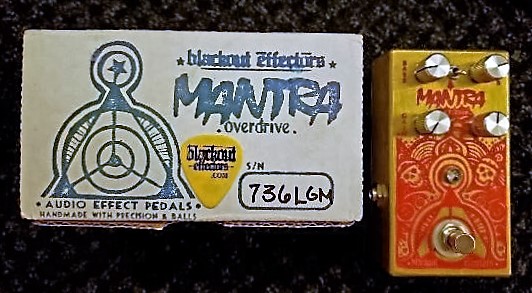 blackout effectors
MANTRA
.overdrive.
blackout
effectors
.com
S/N
736LGM
• AUDIO EFFECT PEDALS •
HANDMADE WITH PRECISION & BALLS
MANTRA